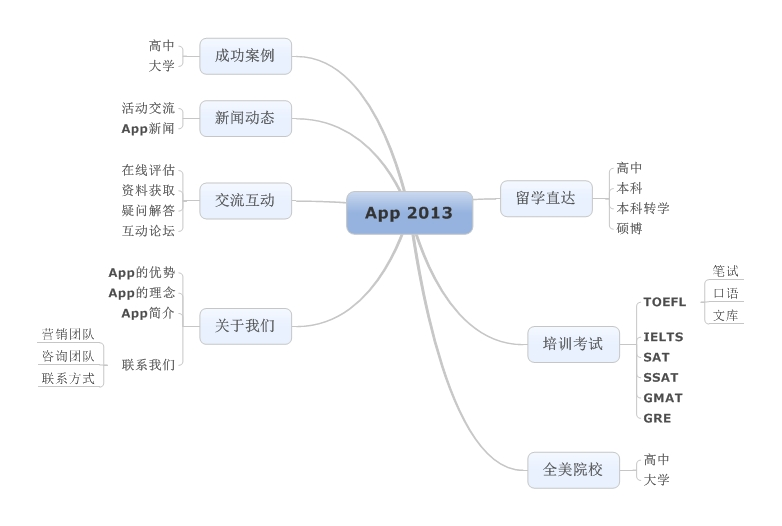 App 2013
成功案例
高中
大学
新闻动态
活动交流
App新闻
交流互动
在线评估
资料获取
疑问解答
互动论坛
关于我们
App的优势
App的理念
App简介
联系我们
营销团队
咨询团队
联系方式
留学直达
高中
本科
本科转学
硕博
培训考试
TOEFL
笔试
口语
文库
IELTS
SAT
SSAT
GMAT
GRE
全美院校
高中
大学